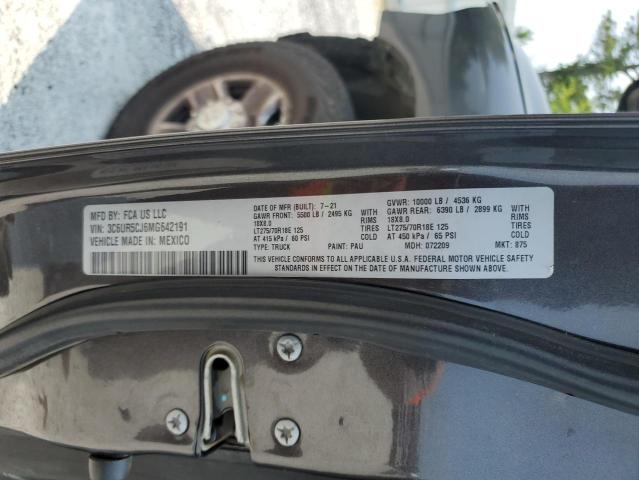 MFD BY: FCA US LLC
VIN: 3C6UR5CJ6MG642191
VEHICLE MADE IN: MEXICO
DATE OF MFR (BUILT): 7-21
GAWR FRONT: 5500 LB / 2495 KG
18X8.0
LT275/70R18E 125
AT 415 kPa / 60 PSI
TYPE: TRUCK
PAINT: PAU
WITH
RIMS
TIRES
COLD
GVWR: 10000 LB / 4536 KG
GAWR REAR: 6390 LB / 2899 KG
18X8.0
LT275/70R18E 125
AT 450 kPa / 65 PSI
MDH: 072209
WITH
RIMS
TIRES
COLD
MKT: 875
THIS VEHICLE CONFORMS TO ALL APPLICABLE U.S.A. FEDERAL MOTOR VEHICLE SAFETY
STANDARDS IN EFFECT ON THE DATE OF MANUFACTURE SHOWN ABOVE.